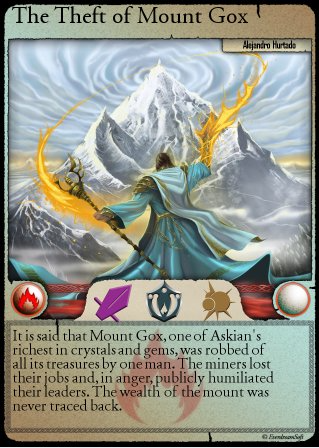 The Theft of Mount Gox
Alejandro Hurtado
It is said that Mount Gox, one of Askian's
richest in crystals and gems, was robbed of
all its treasures by one man. The miners lost
their jobs and, in anger, publicly humiliated
their leaders. The wealth of the mount was
never traced back.
© EverdreamSoft